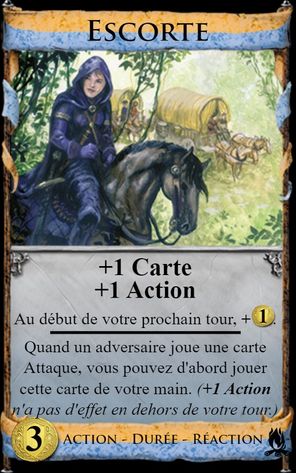 ESCORTE
+1 Carte
+1 Action
Au début de votre prochain tour, +1.
Quand un adversaire joue une carte
Attaque, vous pouvez d'abord jouer
cette carte de votre main. (+1 Action
n'a pas d'effet en dehors de votre tour.)
3 ACTION - DURÉE - RÉACTION